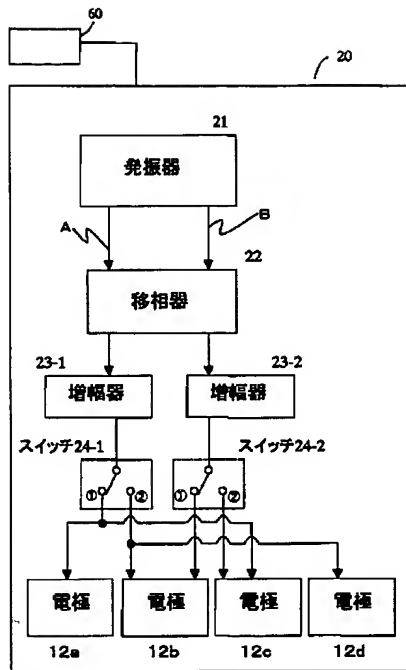 60
20
21
発振器
A
B
22
移相器
23-1
23-2
増幅器
増幅器
スイッチ24-1
スイッチ24-2
①
②
①
②
電極
電極
電極
電極
12a
12b
12c
12d